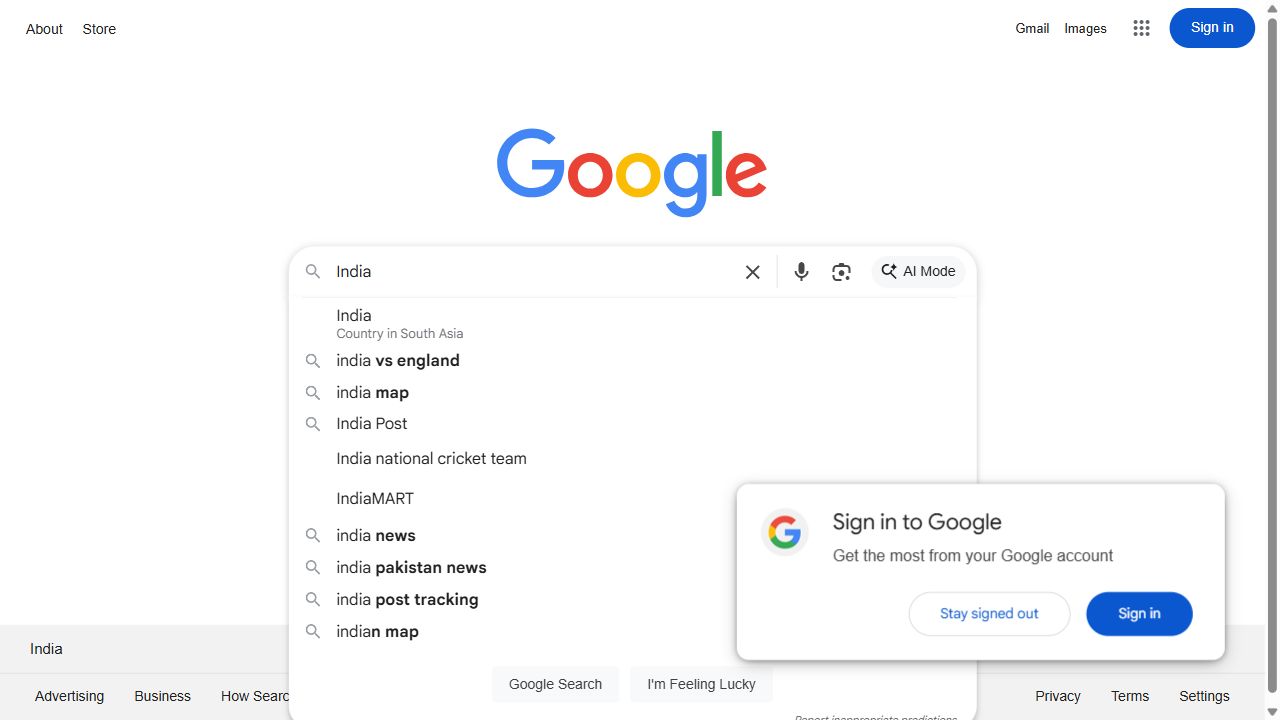 About
Store
Gmail
Images
Sign in
Google
India
AI Mode
India
Country in South Asia
india vs england
india map
India Post
India national cricket team
IndiaMART
india news
india pakistan news
india post tracking
indian map
Google Search
I'm Feeling Lucky
Report inappropriate predictions
Sign in to Google
Get the most from your Google account
Stay signed out
Sign in
India
Advertising
Business
How Searc
Privacy
Terms
Settings